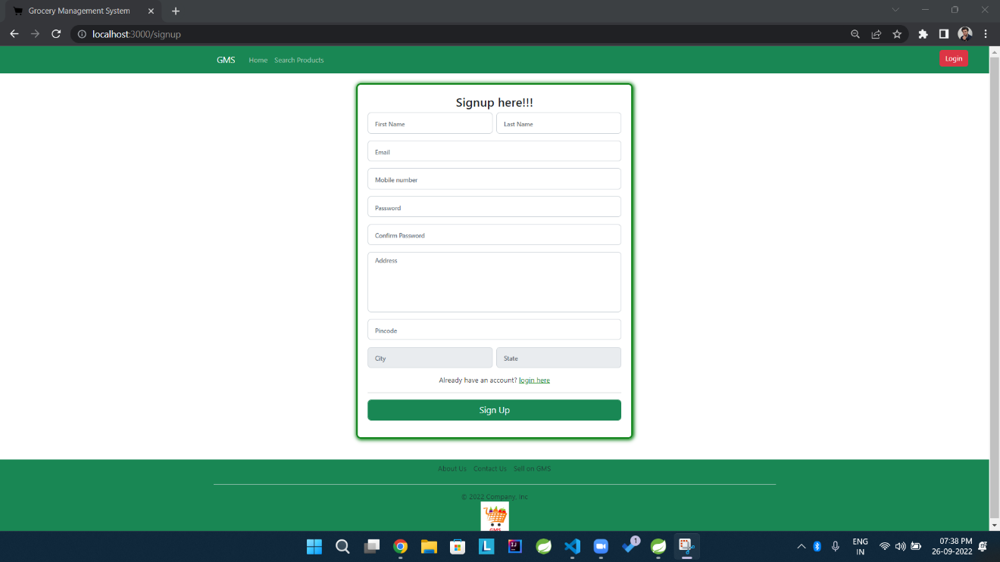 Grocery Management System
localhost:3000/signup
GMS Home Search Products Login
Signup here!!!
First Name Last Name
Email
Mobile number
Password
Confirm Password
Address
Pincode
City State
Already have an account? login here
Sign Up
About Us Contact Us Sell on GMS
© 2022 Company, Inc
GMS
L IJ 1 ENG 07:38 PM
IN 26-09-2022